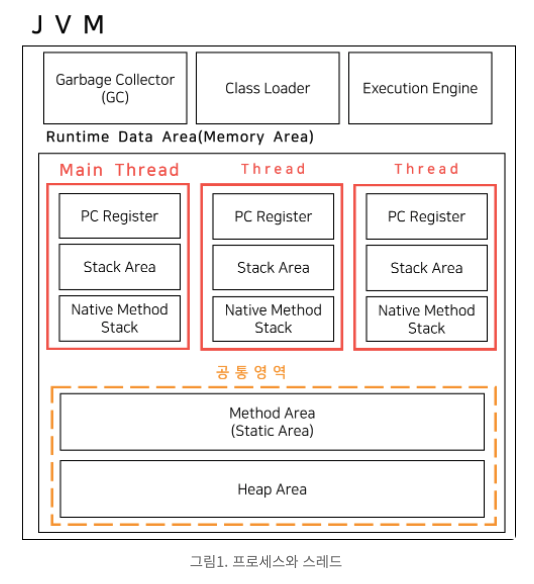 J V M
Garbage Collector
(GC)
Class Loader
Execution Engine
Runtime Data Area(Memory Area)
Main Thread
Thread
Thread
PC Register
PC Register
PC Register
Stack Area
Stack Area
Stack Area
Native Method
Stack
Native Method
Stack
Native Method
Stack
공통영역
Method Area
(Static Area)
Heap Area
그림1. 프로세스와 스레드